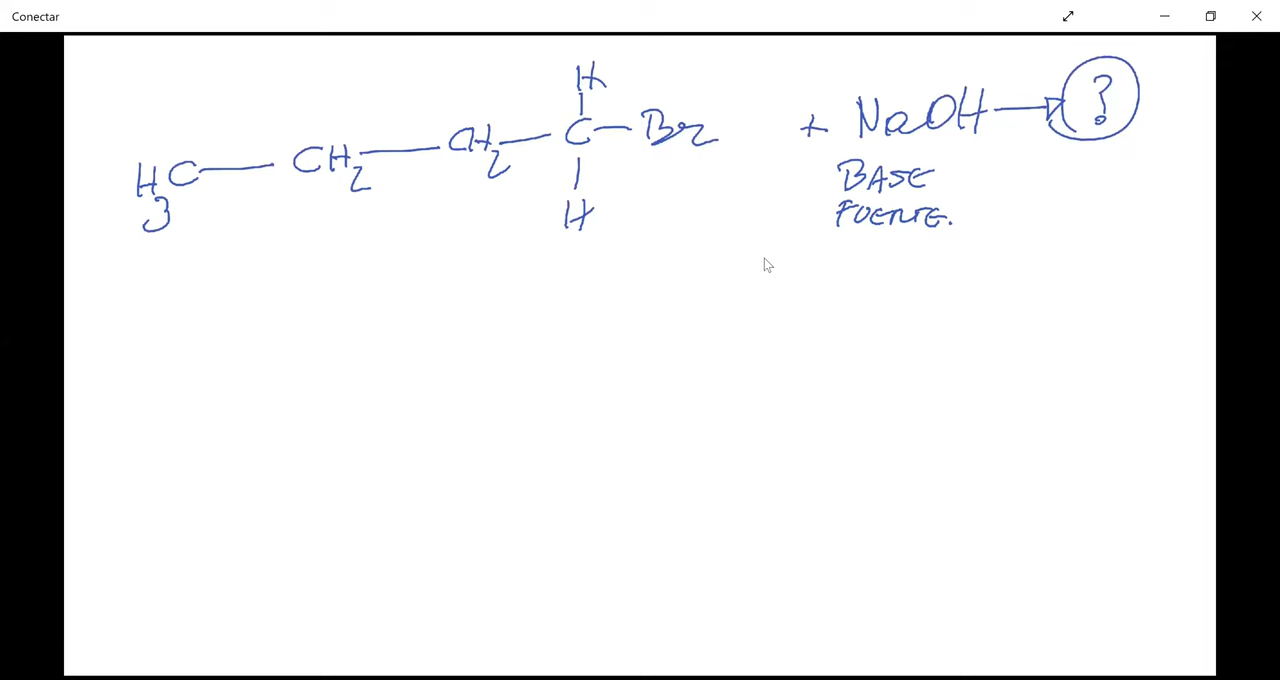 Conectar
H
H3C — CH2 — CH2 — C — Br + NaOH → ?
H
BASE
FUERTE.